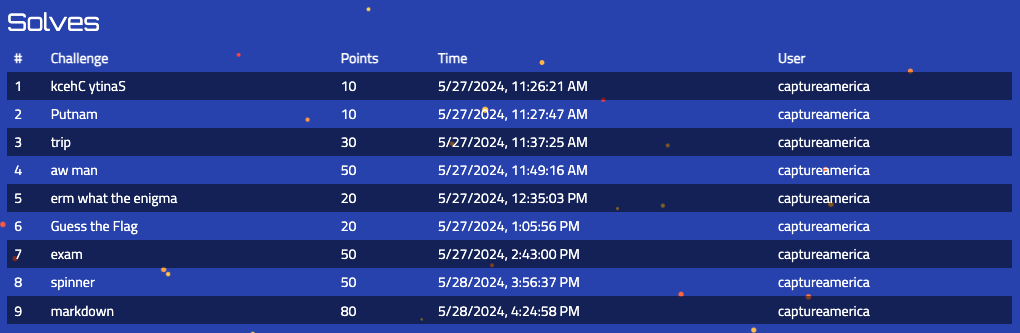 Solves
# Challenge Points Time User
1 kcehC ytinaS 10 5/27/2024, 11:26:21 AM captureamerica
2 Putnam 10 5/27/2024, 11:27:47 AM captureamerica
3 trip 30 5/27/2024, 11:37:25 AM captureamerica
4 aw man 50 5/27/2024, 11:49:16 AM captureamerica
5 erm what the enigma 20 5/27/2024, 12:35:03 PM captureamerica
6 Guess the Flag 20 5/27/2024, 1:05:56 PM captureamerica
7 exam 50 5/27/2024, 2:43:00 PM captureamerica
8 spinner 50 5/28/2024, 3:56:37 PM captureamerica
9 markdown 80 5/28/2024, 4:24:58 PM captureamerica